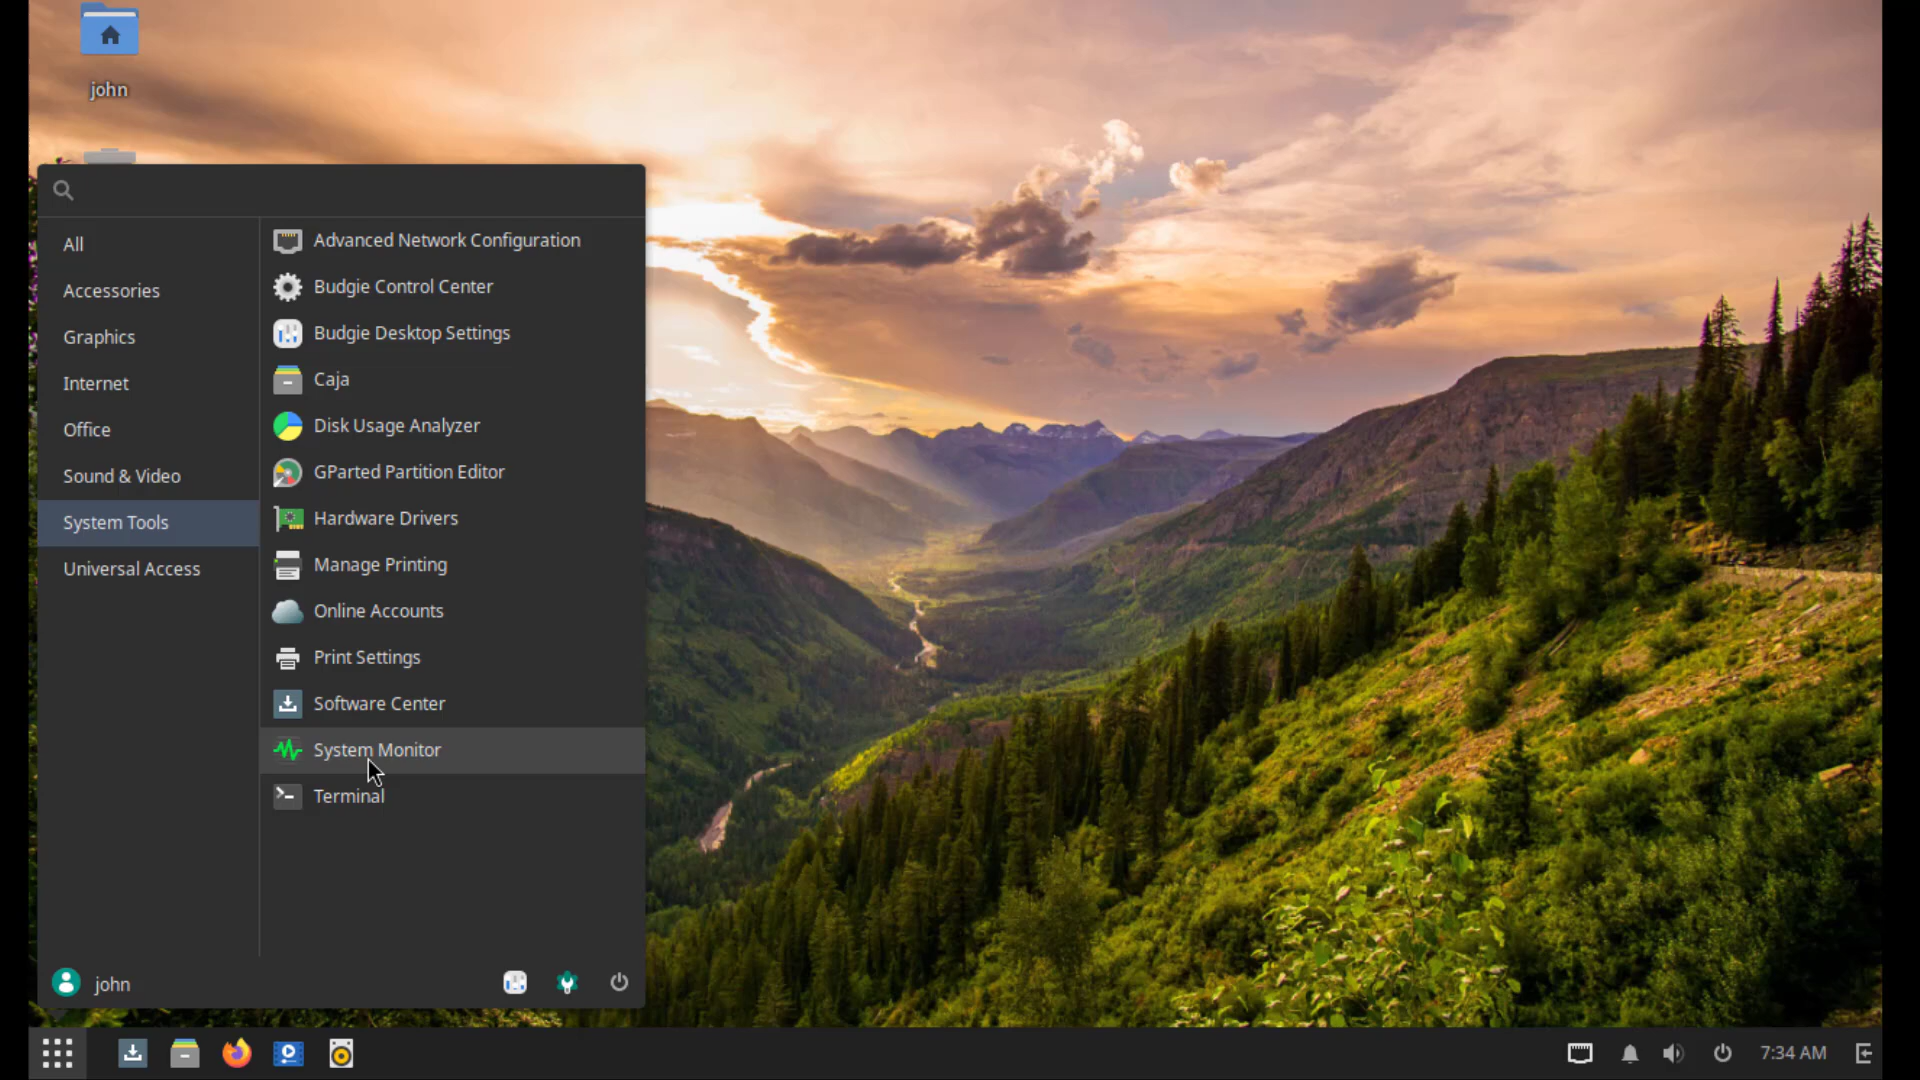 john
All
Accessories
Graphics
Internet
Office
Sound & Video
System Tools
Universal Access
Advanced Network Configuration
Budgie Control Center
Budgie Desktop Settings
Caja
Disk Usage Analyzer
GParted Partition Editor
Hardware Drivers
Manage Printing
Online Accounts
Print Settings
Software Center
System Monitor
Terminal
john
7:34 AM